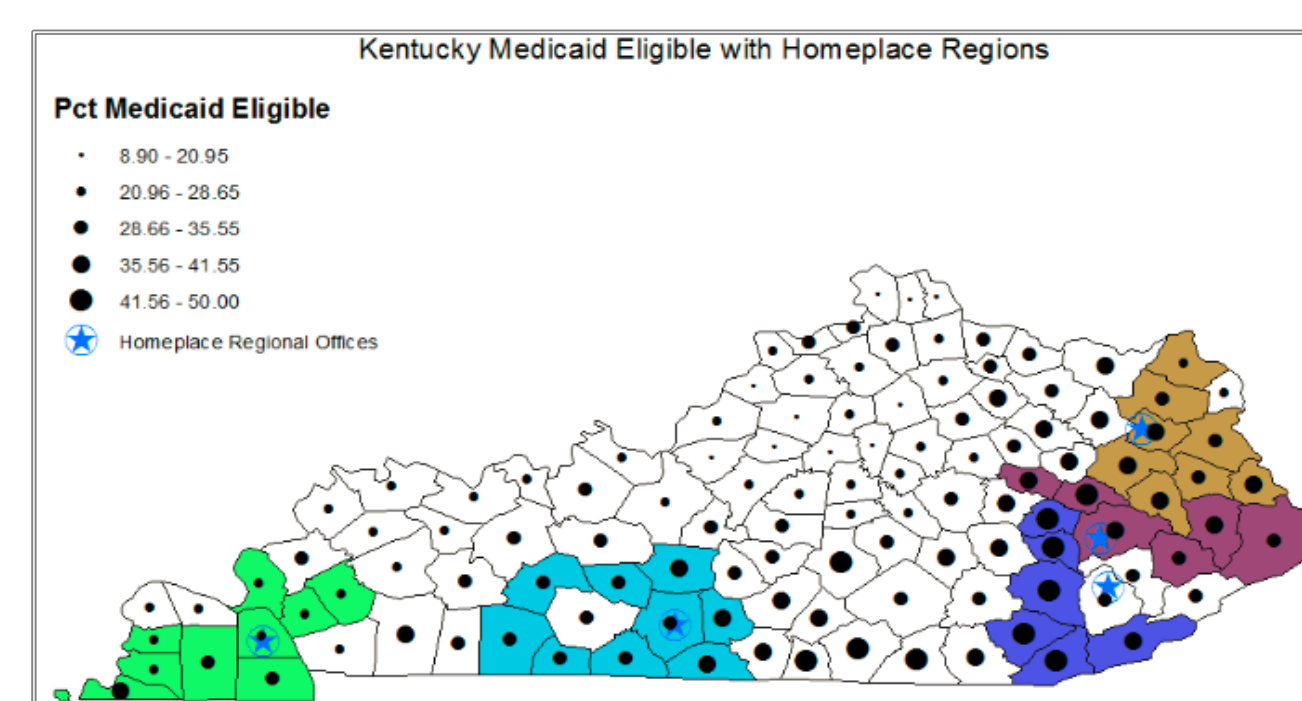 Kentucky Medicaid Eligible with Homeplace Regions
Pct Medicaid Eligible
8.90 - 20.95
20.96 - 28.65
28.66 - 35.55
35.56 - 41.55
41.56 - 50.00
Homeplace Regional Offices